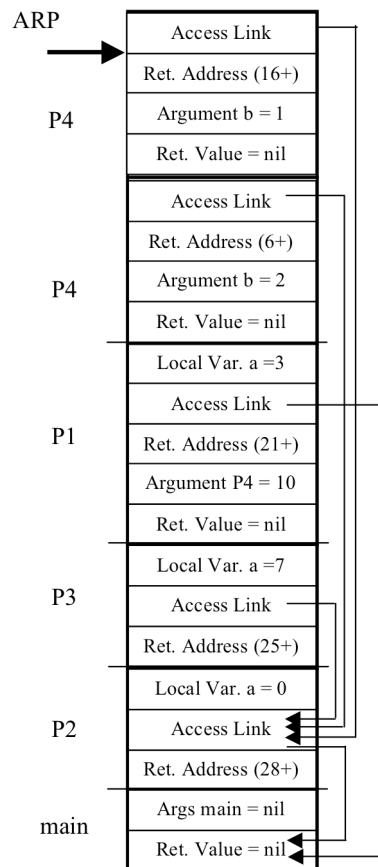 ARP
Access Link
Ret. Address (16+)
P4
Argument b = 1
Ret. Value = nil
Access Link
Ret. Address (6+)
P4
Argument b = 2
Ret. Value = nil
Local Var. a =3
Access Link
P1
Ret. Address (21+)
Argument P4 = 10
Ret. Value = nil
Local Var. a =7
P3
Access Link
Ret. Address (25+)
Local Var. a = 0
P2
Access Link
Ret. Address (28+)
Args main = nil
main
Ret. Value = nil